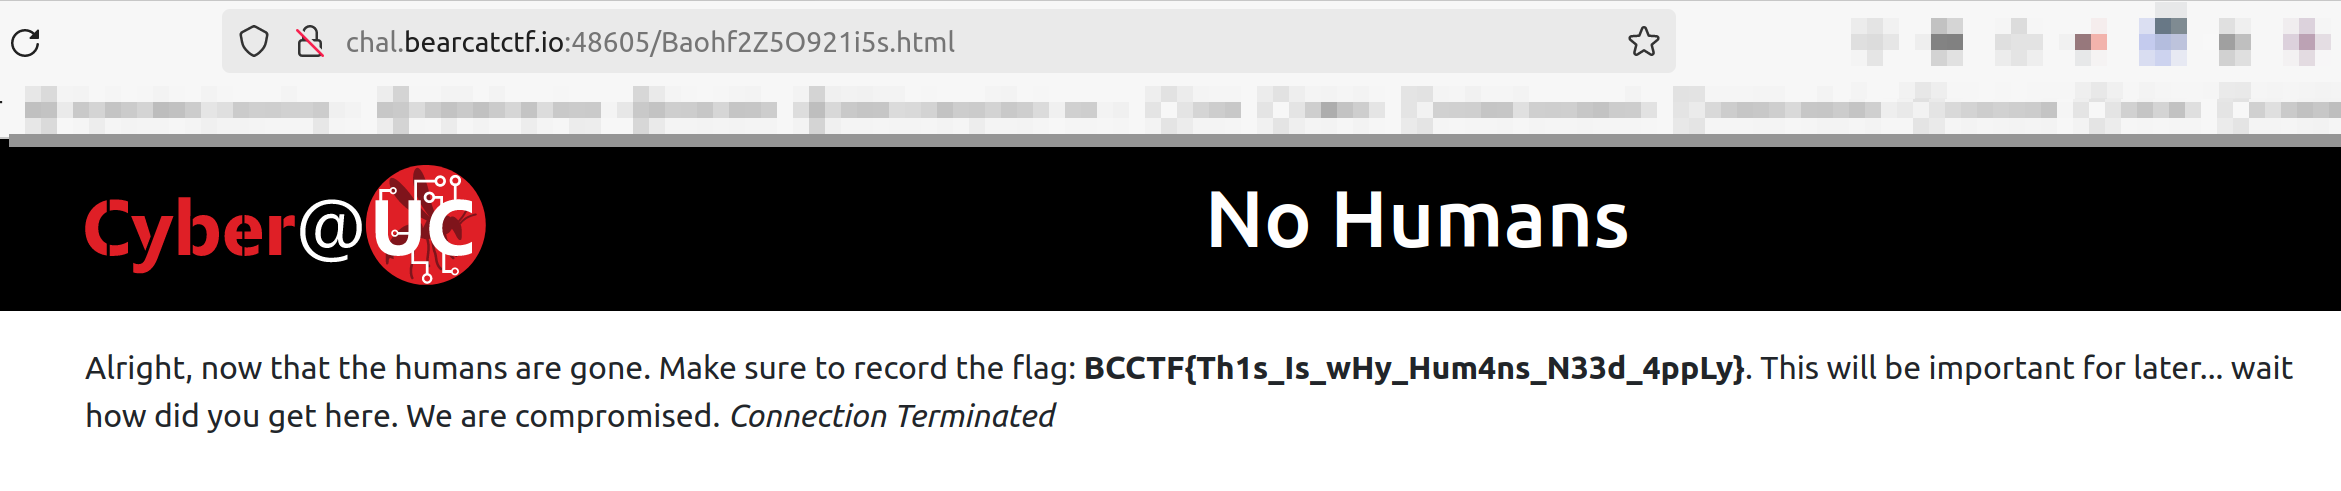 chal.bearcatctf.io:48605/Baohf2Z5O921i5s.html
Cyber@UC
No Humans
Alright, now that the humans are gone. Make sure to record the flag: BCCTF{Th1s_Is_wHy_Hum4ns_N33d_4ppLy}. This will be important for later... wait
how did you get here. We are compromised. Connection Terminated